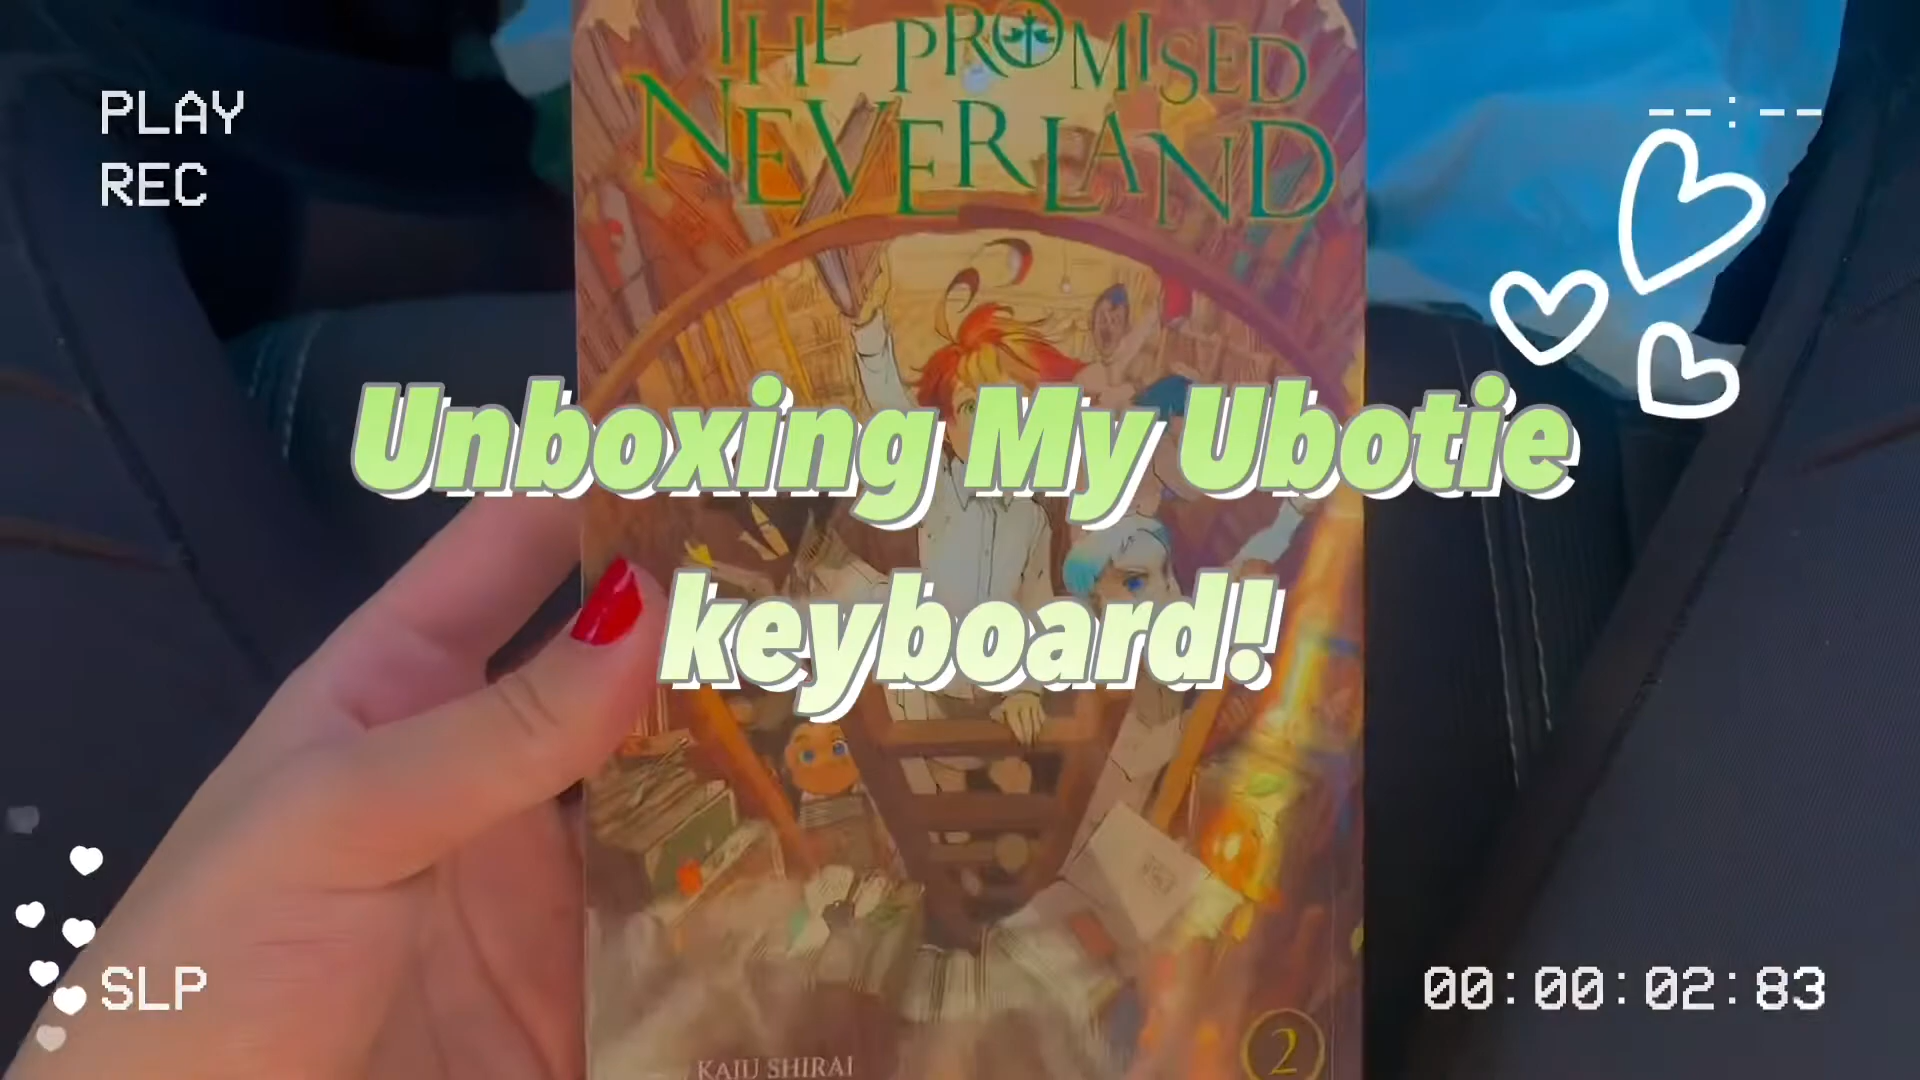 THE PROMISED
NEVERLAND
PLAY
REC
--:--
Unboxing My Ubotie
keyboard!
SLP
00:00:02:83
KAIU SHIRAI
2